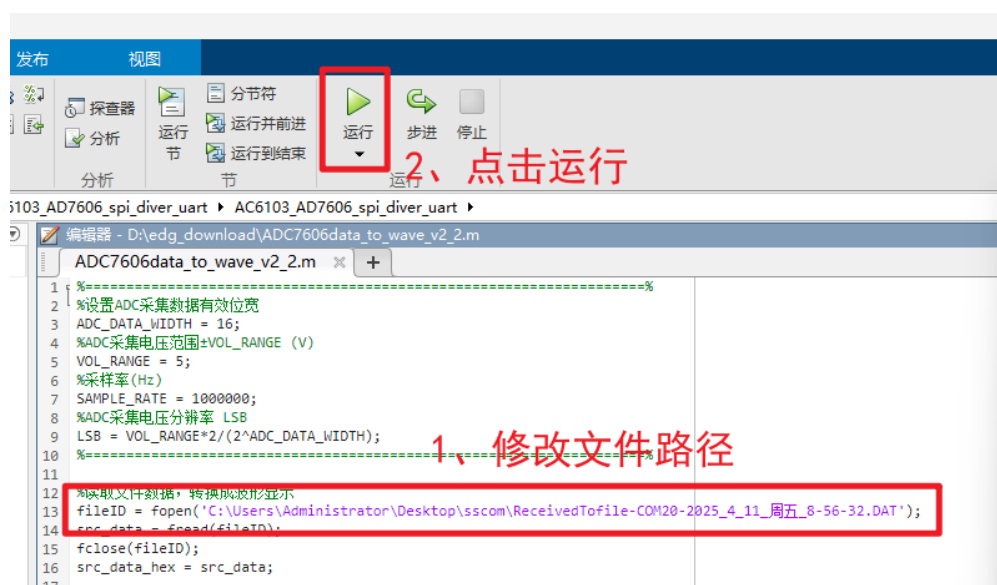 发布 视图
探查器 分节符
运行并前进
分析 运行 运行 步进 停止
节 运行到结束
2、点击运行
分析 节 运行
AD7606_spi_diver_uart AC6103_AD7606_spi_diver_uart
编辑器 - D:\edg_download\ADC7606data_to_wave_v2_2.m
ADC7606data_to_wave_v2_2.m × +
1 %====================================================================%
2 %设置ADC采集数据有效位宽
3 ADC_DATA_WIDTH = 16;
4 %ADC采集电压范围±VOL_RANGE (V)
5 VOL_RANGE = 5;
6 %采样率(Hz)
7 SAMPLE_RATE = 1000000;
8 %ADC采集电压分辨率 LSB
9 LSB = VOL_RANGE*2/(2^ADC_DATA_WIDTH);
1、修改文件路径
10 %====================================================================%
11
12 %读取文件数据，转换成波形显示
13 fileID = fopen('C:\Users\Administrator\Desktop\sscom\ReceivedTofile-COM20-2025_4_11_周五_8-56-32.DAT');
14 src_data = fread(fileID);
15 fclose(fileID);
16 src_data_hex = src_data;